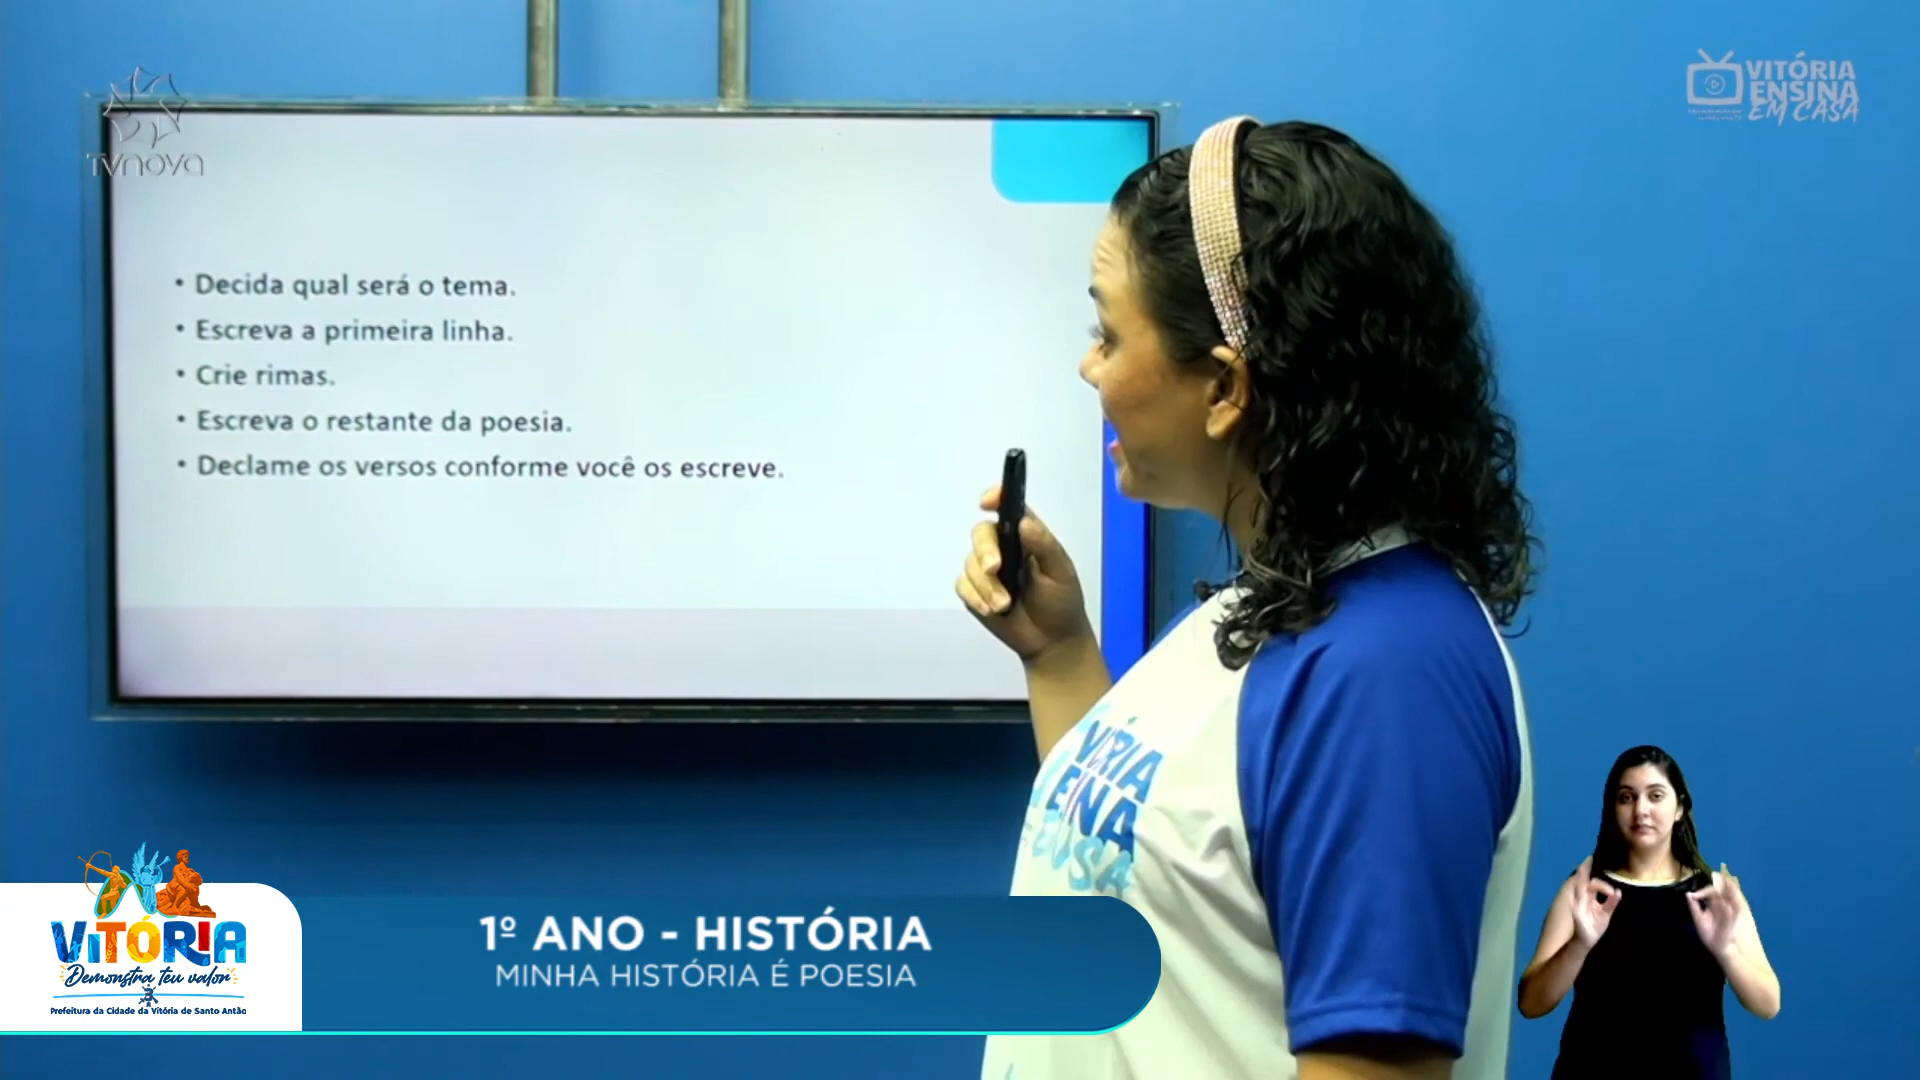 TVNOVA
VITÓRIA
ENSINA
EM CASA
• Decida qual será o tema.
• Escreva a primeira linha.
• Crie rimas.
• Escreva o restante da poesia.
• Declame os versos conforme você os escreve.
VITÓRIA
VITÓRIA
Demonstra teu valor
Prefeitura da Cidade da Vitória de Santo Antão
1º ANO - HISTÓRIA
MINHA HISTÓRIA É POESIA